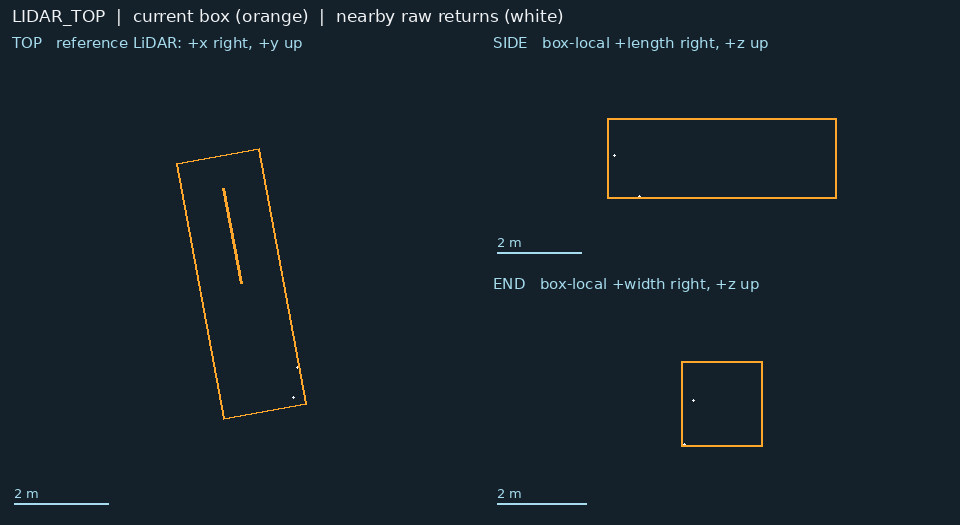 LIDAR_TOP  |  current box (orange)  |  nearby raw returns (white)
TOP   reference LiDAR: +x right, +y up
SIDE   box-local +length right, +z up
2 m
END   box-local +width right, +z up
2 m
2 m